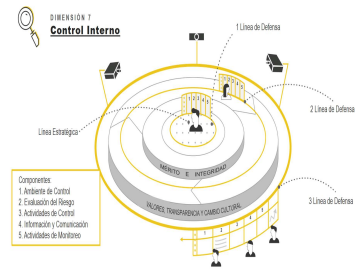 DIMENSIÓN 7
Control Interno
1 Línea de Defensa
2 Línea de Defensa
Línea Estratégica
MÉRITO E INTEGRIDAD
3 Línea de Defensa
VALORES, TRANSPARENCIA Y CAMBIO CULTURAL
Componentes:
1. Ambiente de Control
2. Evaluación del Riesgo
3. Actividades de Control
4. Información y Comunicación
5. Actividades de Monitoreo